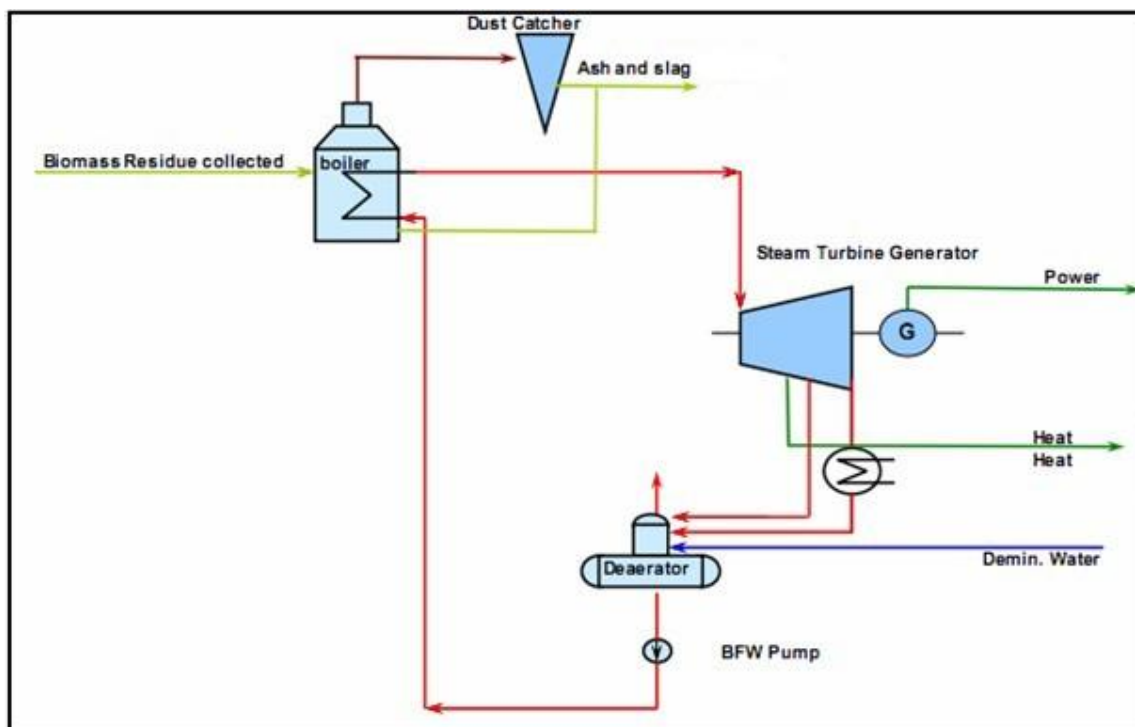 Dust Catcher
Ash and slag
Biomass Residue collected
boiler
Steam Turbine Generator
Power
G
Heat
Heat
Demin. Water
Deaerator
BFW Pump